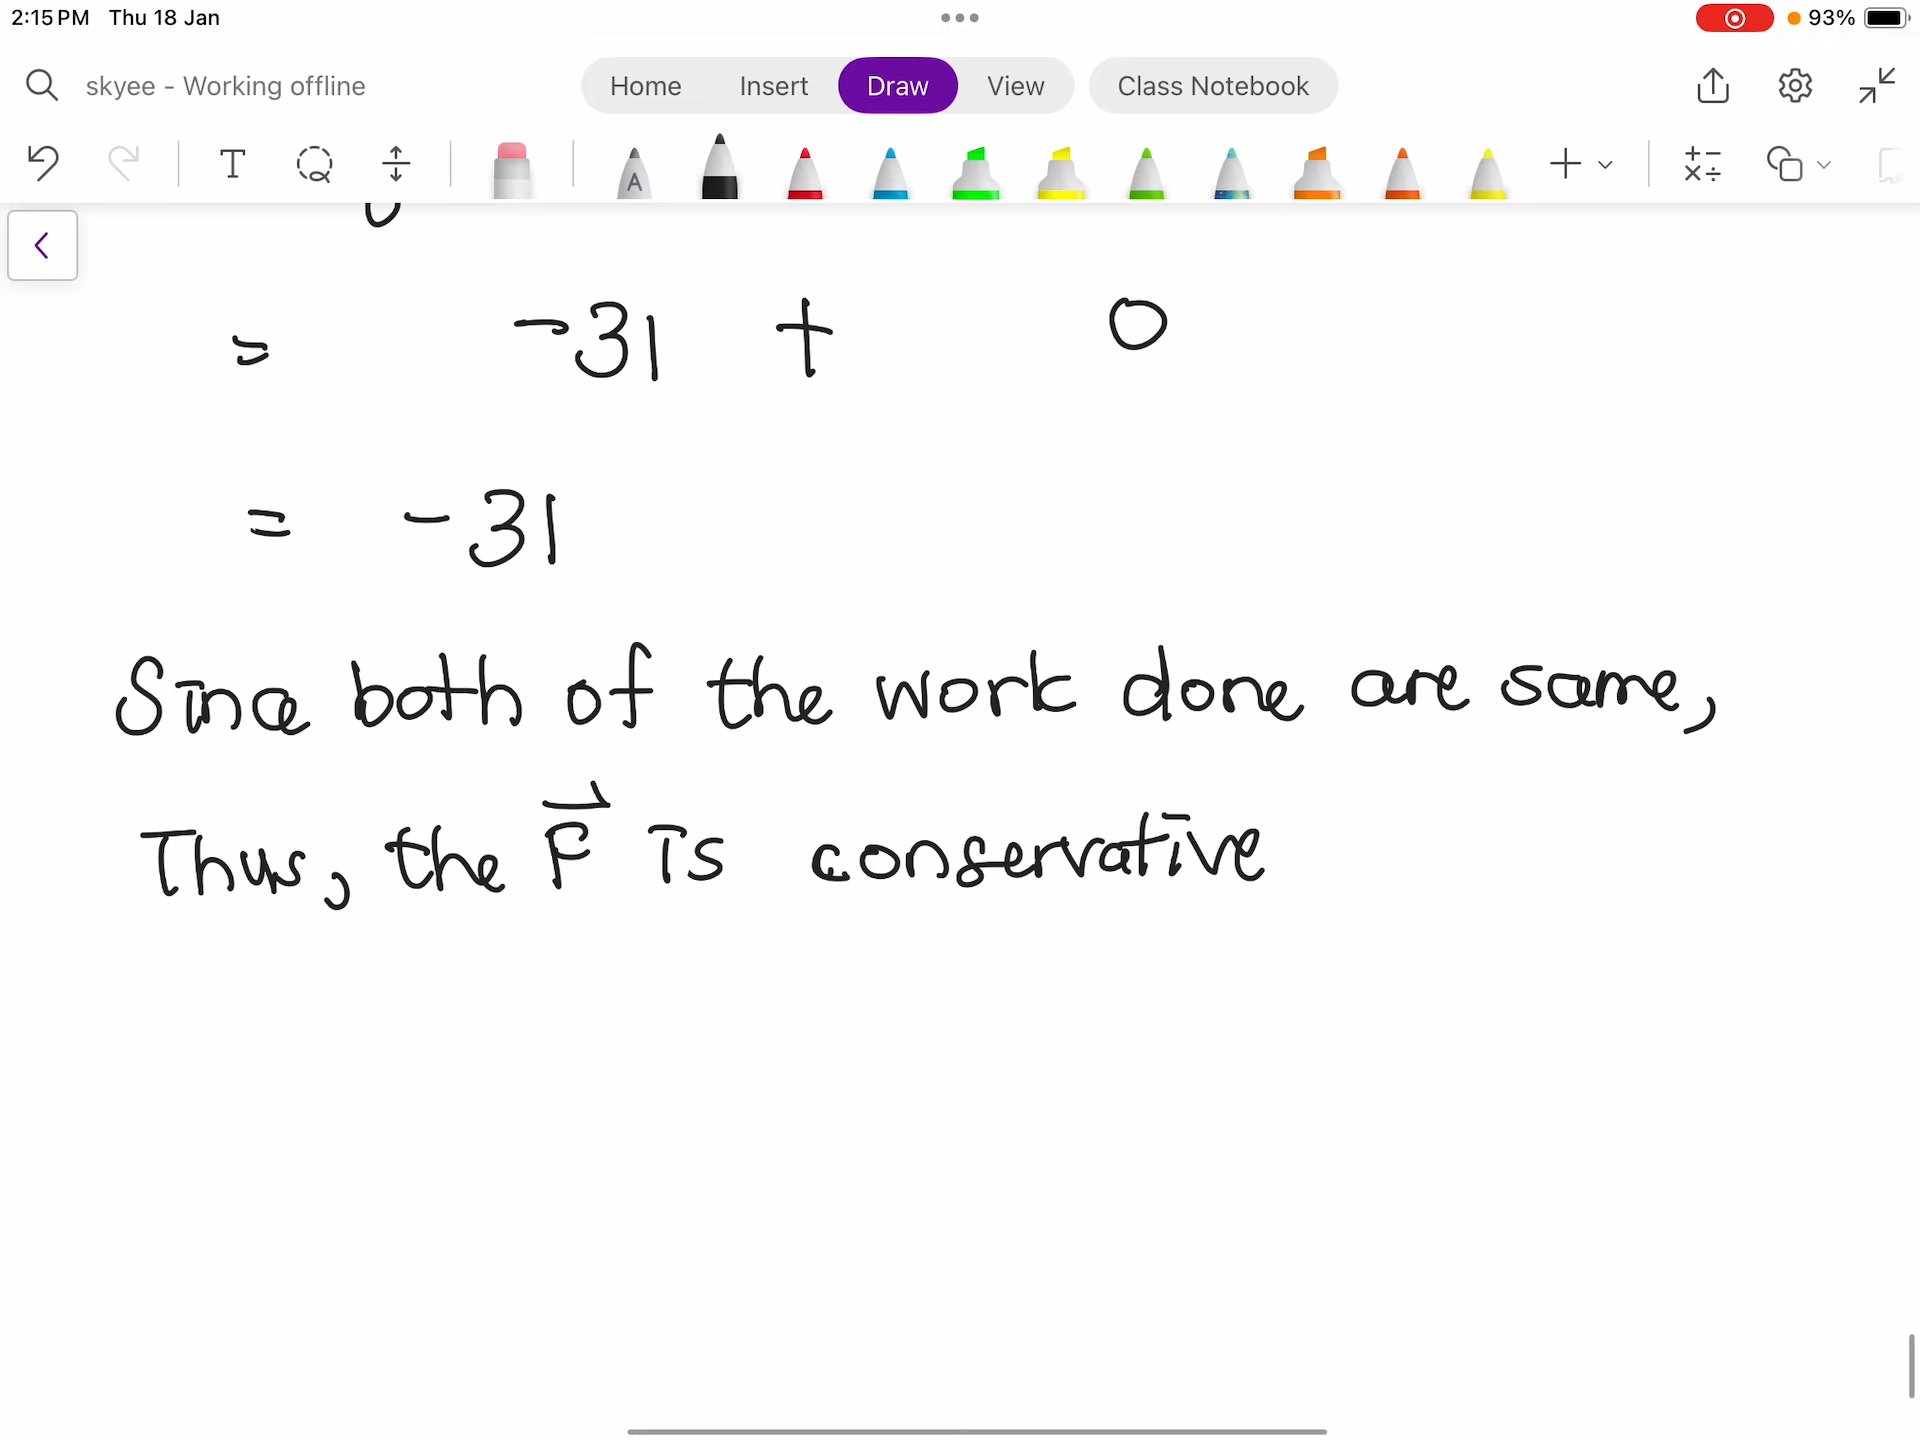 2:15 PM Thu 18 Jan
93%
skyee - Working offline
Home Insert Draw View Class Notebook
T A
= -31 + 0
= -31
Since both of the work done are same,
Thus, the F⃗ is conservative